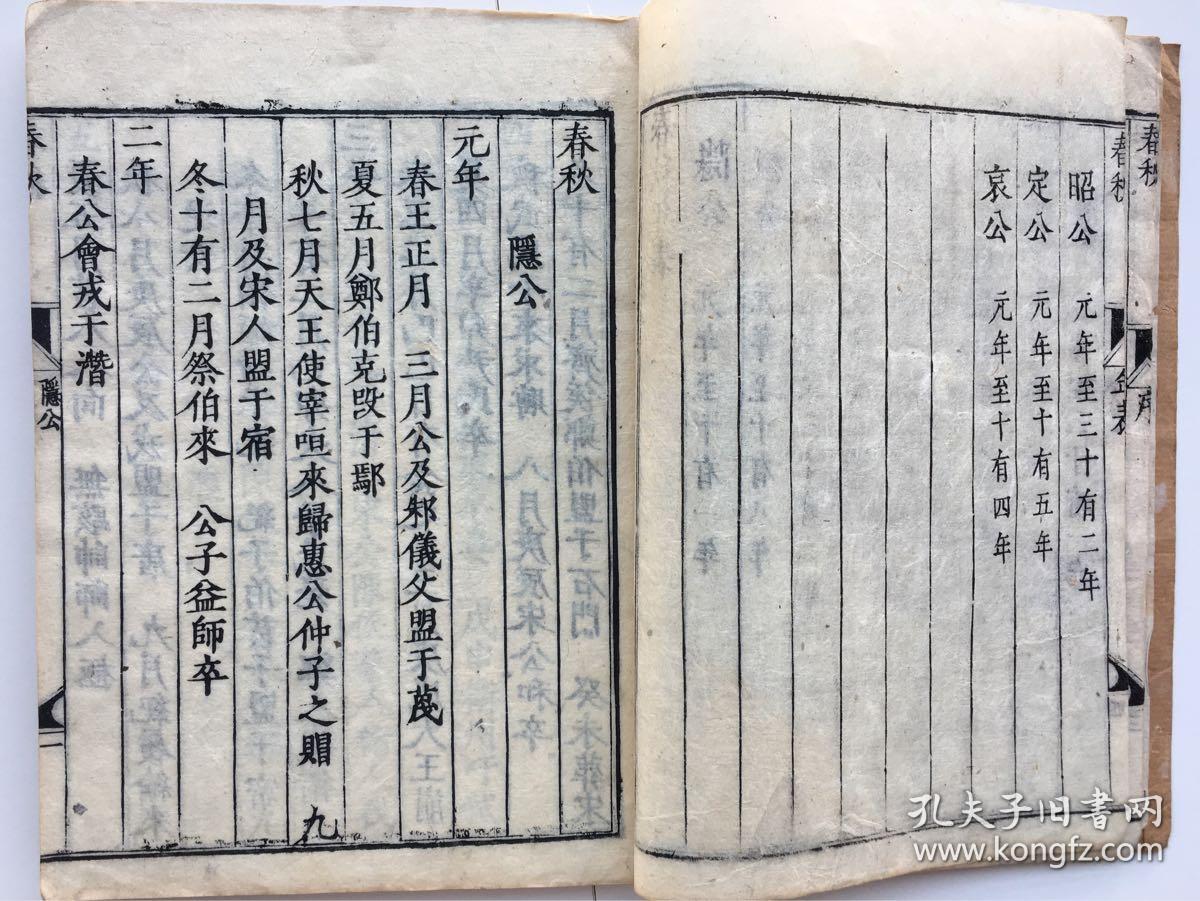 春秋
春秋
年表
昭公 元年至三十有二年
定公 元年至十有五年
哀公 元年至十有四年
春秋
隱公
元年
春王正月 三月公及邾儀父盟于蔑
夏五月鄭伯克段于鄢
秋七月天王使宰咺來歸惠公仲子之賵 九
月及宋人盟于宿
冬十有二月祭伯來 公子益師卒
二年
春公會戎于潛
春秋
隱公
孔夫子旧书网
www.kongfz.com